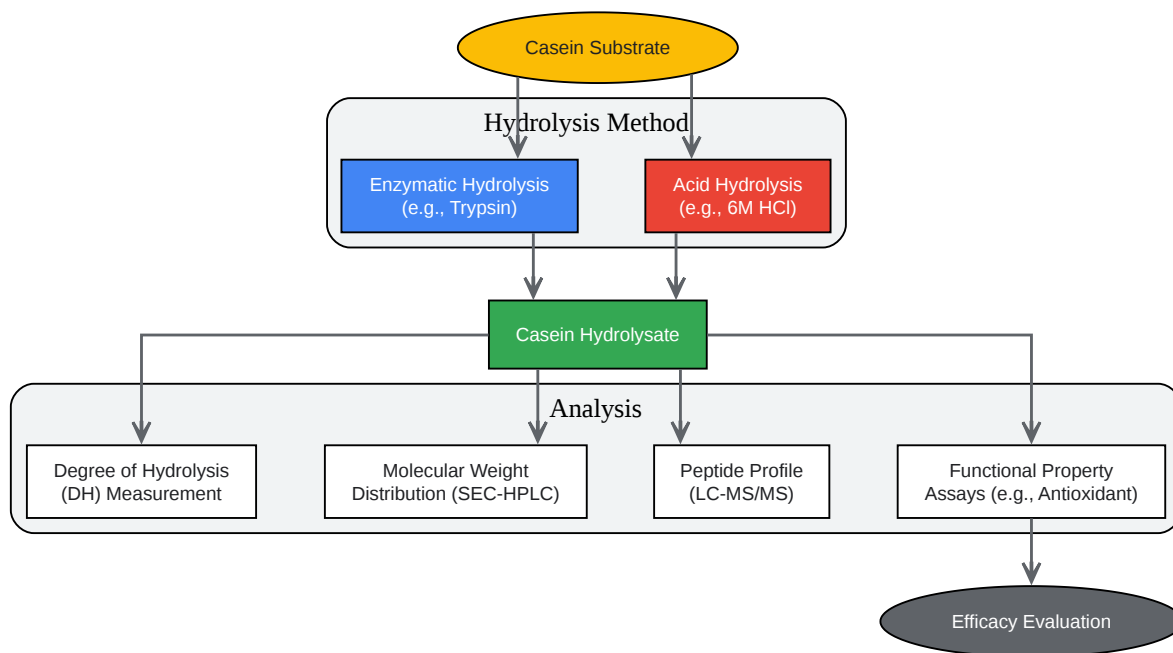 Casein Substrate
Hydrolysis Method
Enzymatic Hydrolysis
(e.g., Trypsin)
Acid Hydrolysis
(e.g., 6M HCl)
Casein Hydrolysate
Analysis
Degree of Hydrolysis
(DH) Measurement
Molecular Weight
Distribution (SEC-HPLC)
Peptide Profile
(LC-MS/MS)
Functional Property
Assays (e.g., Antioxidant)
Efficacy Evaluation